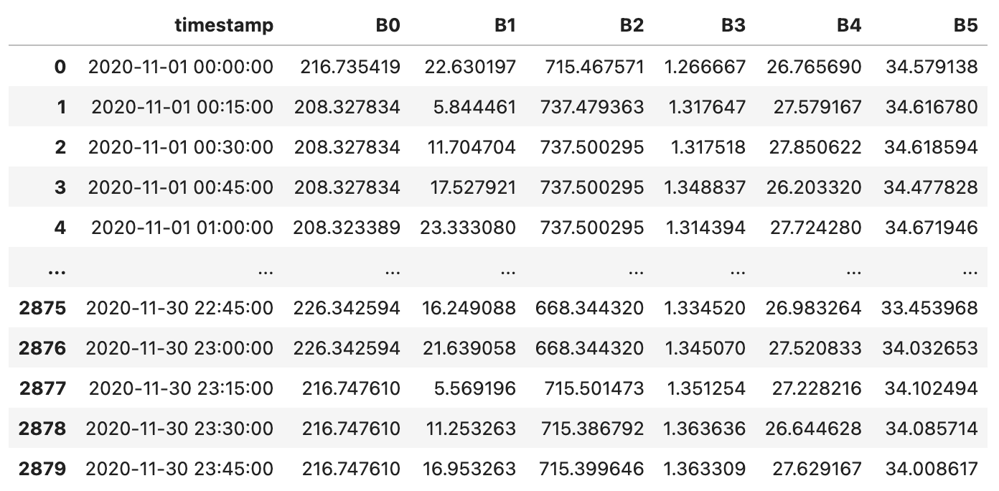 timestamp B0 B1 B2 B3 B4 B5
0 2020-11-01 00:00:00 216.735419 22.630197 715.467571 1.266667 26.765690 34.579138
1 2020-11-01 00:15:00 208.327834 5.844461 737.479363 1.317647 27.579167 34.616780
2 2020-11-01 00:30:00 208.327834 11.704704 737.500295 1.317518 27.850622 34.618594
3 2020-11-01 00:45:00 208.327834 17.527921 737.500295 1.348837 26.203320 34.477828
4 2020-11-01 01:00:00 208.323389 23.333080 737.500295 1.314394 27.724280 34.671946
... ... ... ... ... ... ... ...
2875 2020-11-30 22:45:00 226.342594 16.249088 668.344320 1.334520 26.983264 33.453968
2876 2020-11-30 23:00:00 226.342594 21.639058 668.344320 1.345070 27.520833 34.032653
2877 2020-11-30 23:15:00 216.747610 5.569196 715.501473 1.351254 27.228216 34.102494
2878 2020-11-30 23:30:00 216.747610 11.253263 715.386792 1.363636 26.644628 34.085714
2879 2020-11-30 23:45:00 216.747610 16.953263 715.399646 1.363309 27.629167 34.008617